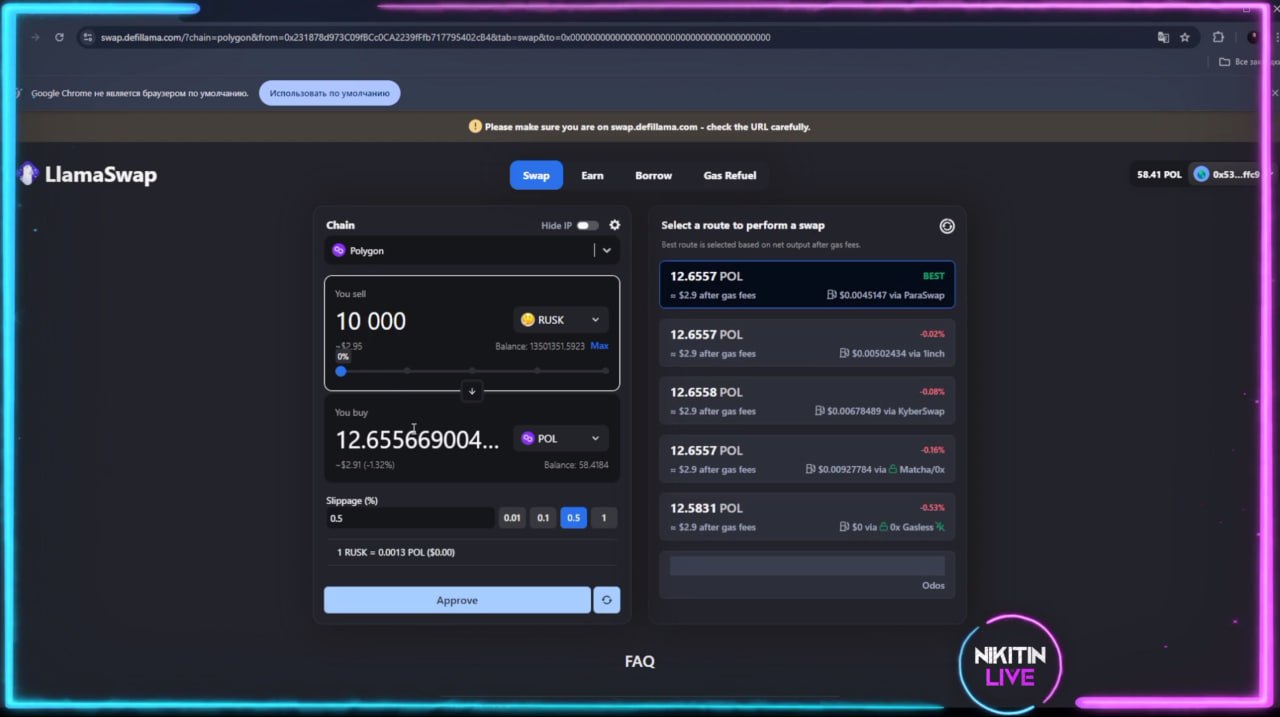 swap.defillama.com/?chain=polygon&from=0x231878d973C09fBCc0CA2239fFfb717795402cB4&tab=swap&to=0x0000000000000000000000000000000000000000
Все
Google Chrome не является браузером по умолчанию.
Использовать по умолчанию
Please make sure you are on swap.defillama.com - check the URL carefully.
LlamaSwap
Swap
Earn
Borrow
Gas Refuel
58.41 POL
0x53...ffc9
Chain
Hide IP
Polygon
You sell
10 000
RUSK
~$2.95
Balance: 13501351.5923 Max
0%
You buy
12.655669004...
POL
~$2.91 (-1.32%)
Balance: 58.4184
Slippage (%)
0.5
0.01
0.1
0.5
1
1 RUSK = 0.0013 POL ($0.00)
Approve
Select a route to perform a swap
Best route is selected based on net output after gas fees.
12.6557 POL
BEST
≈ $2.9 after gas fees
$0.0045147 via ParaSwap
12.6557 POL
-0.02%
≈ $2.9 after gas fees
$0.00502434 via 1inch
12.6558 POL
-0.08%
≈ $2.9 after gas fees
$0.00678489 via KyberSwap
12.6557 POL
-0.16%
≈ $2.9 after gas fees
$0.00927784 via Matcha/0x
12.5831 POL
-0.53%
≈ $2.9 after gas fees
$0 via 0x Gasless
Odos
FAQ
NIKITIN
LIVE